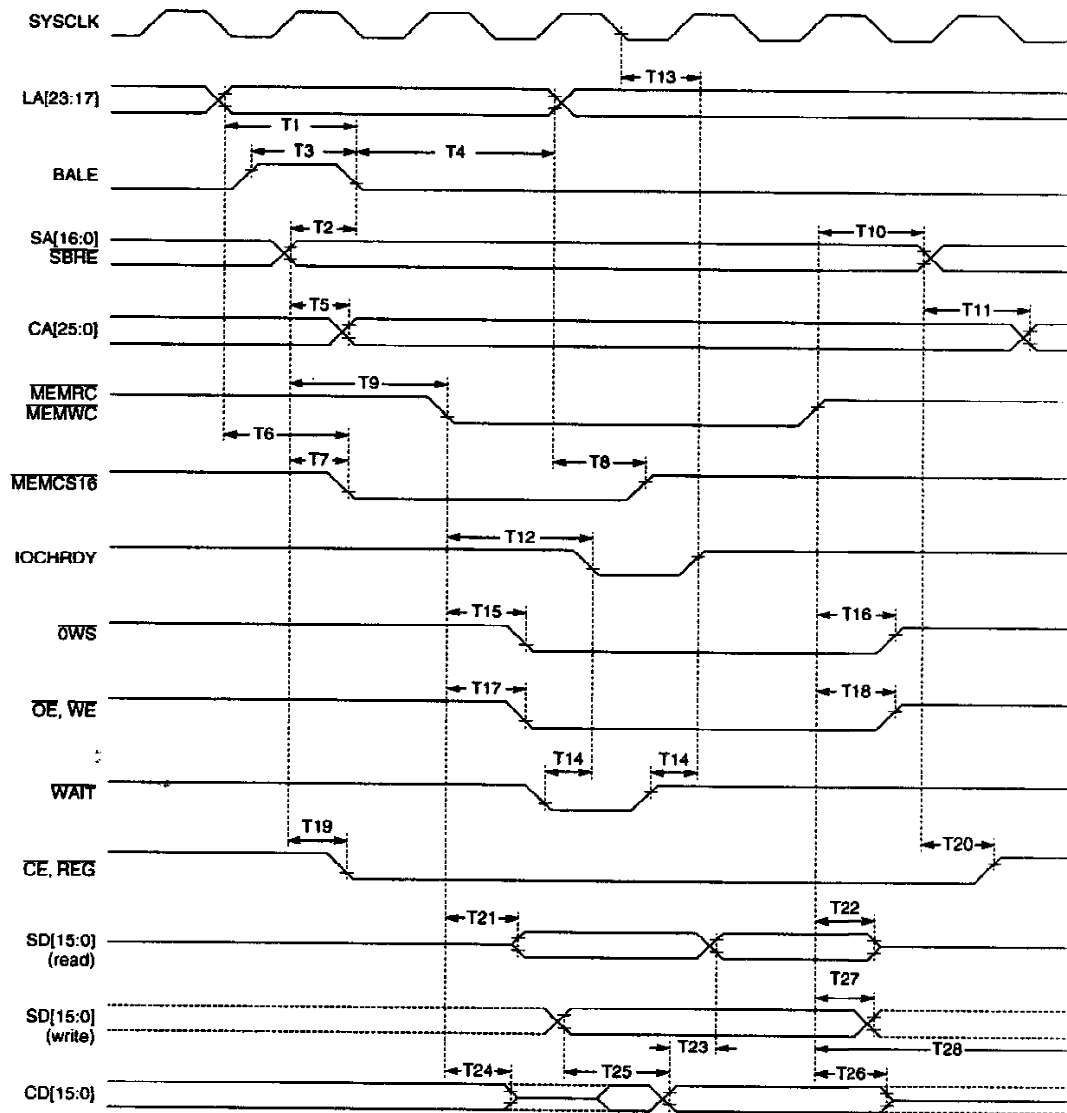 SYSCLK
T13
LA[23:17]
T1
T3
T4
BALE
T2
T10
SA[16:0]
SBHE
T5
T11
CA[25:0]
T9
MEMRC
MEMWC
T6
T7
T8
MEMCS16
T12
IOCHRDY
T15
T16
0WS
T17
T18
OE, WE
T14
T14
WAIT
T19
T20
CE, REG
T21
T22
SD[15:0]
(read)
T27
SD[15:0]
(write)
T23
T28
T24
T25
T26
CD[15:0]